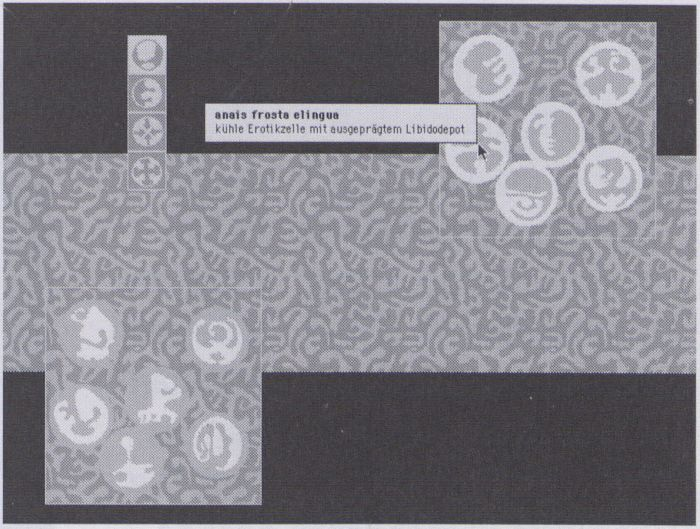 anais frosta elingua
kühle Erotikzelle mit ausgeprägtem Libidodepot